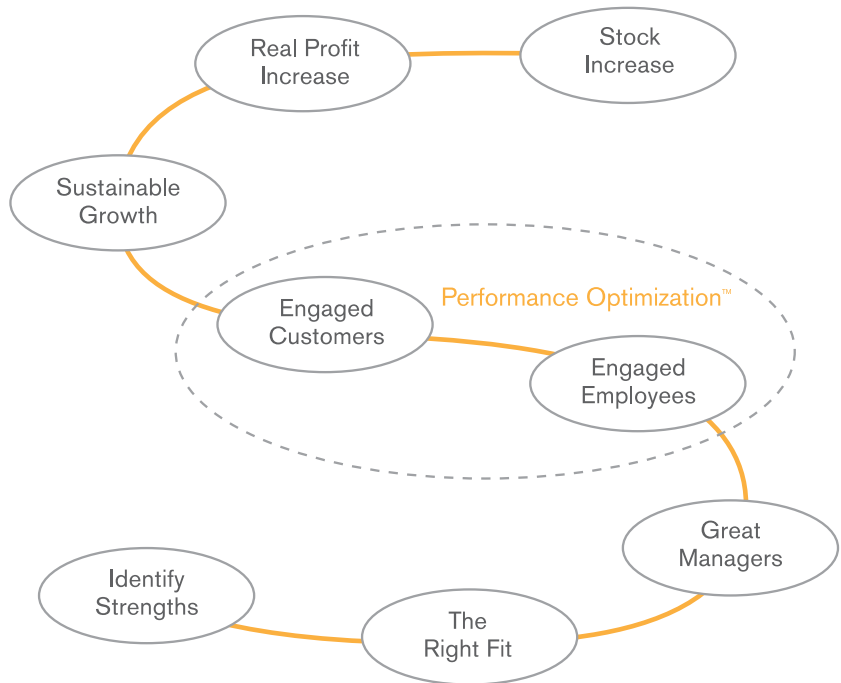 Real Profit
Increase
Stock
Increase
Sustainable
Growth
Performance Optimization™
Engaged
Customers
Engaged
Employees
Great
Managers
Identify
Strengths
The
Right Fit